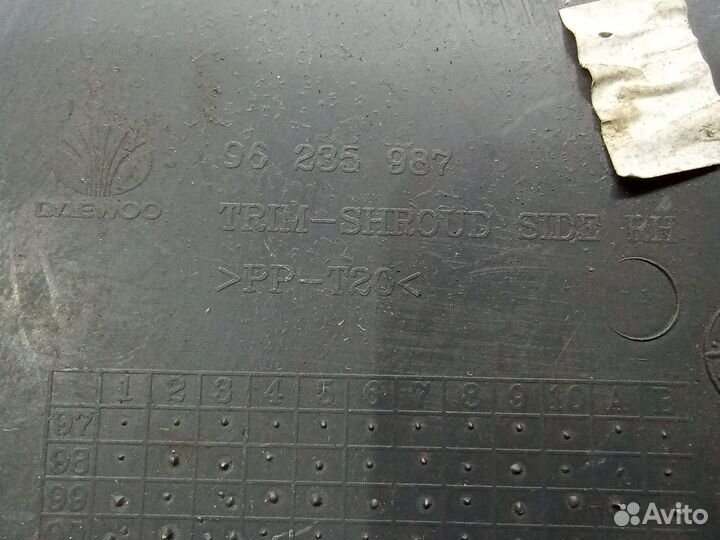 96 235 987
DAEWOO
TRIM-SHROUD SIDE RH
>PP-T20<
1 2 3 4 5 6 7 8 9 10 A B
97
98
99
Avito